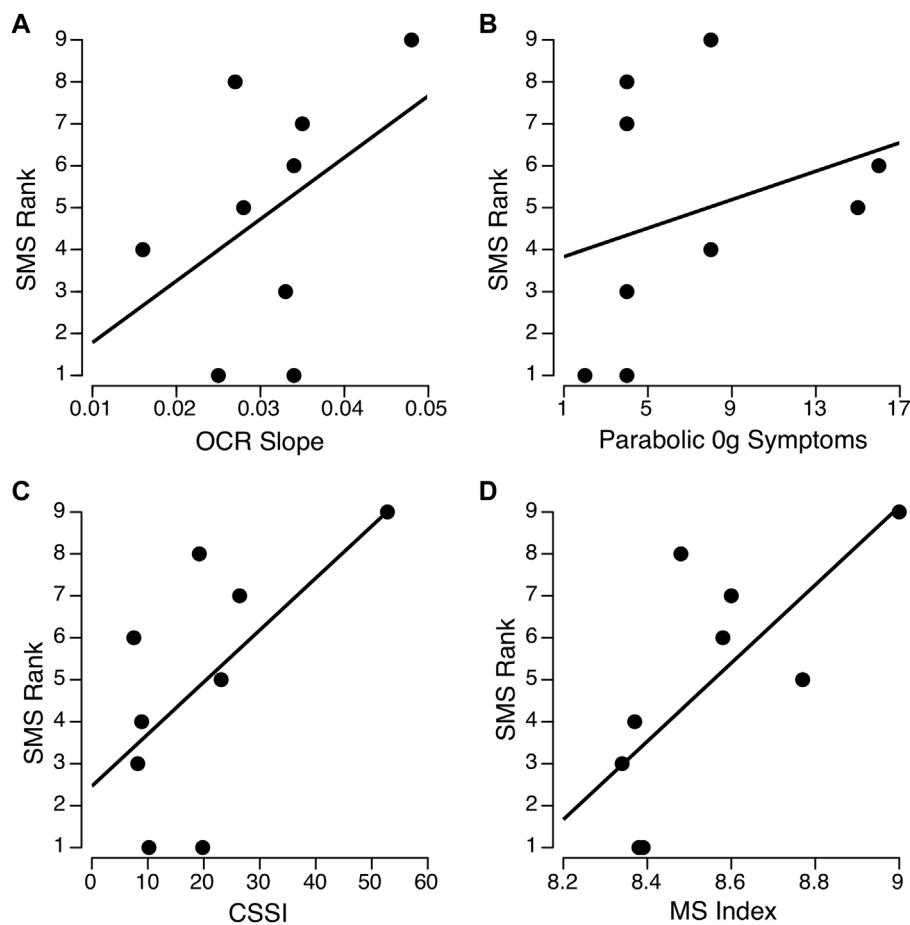 A
9
8
7
6
5
4
3
2
1
SMS Rank
0.01 0.02 0.03 0.04 0.05
OCR Slope
B
9
8
7
6
5
4
3
2
1
SMS Rank
1 5 9 13 17
Parabolic 0g Symptoms
C
9
8
7
6
5
4
3
2
1
SMS Rank
0 10 20 30 40 50 60
CSSI
D
9
8
7
6
5
4
3
2
1
SMS Rank
8.2 8.4 8.6 8.8 9
MS Index